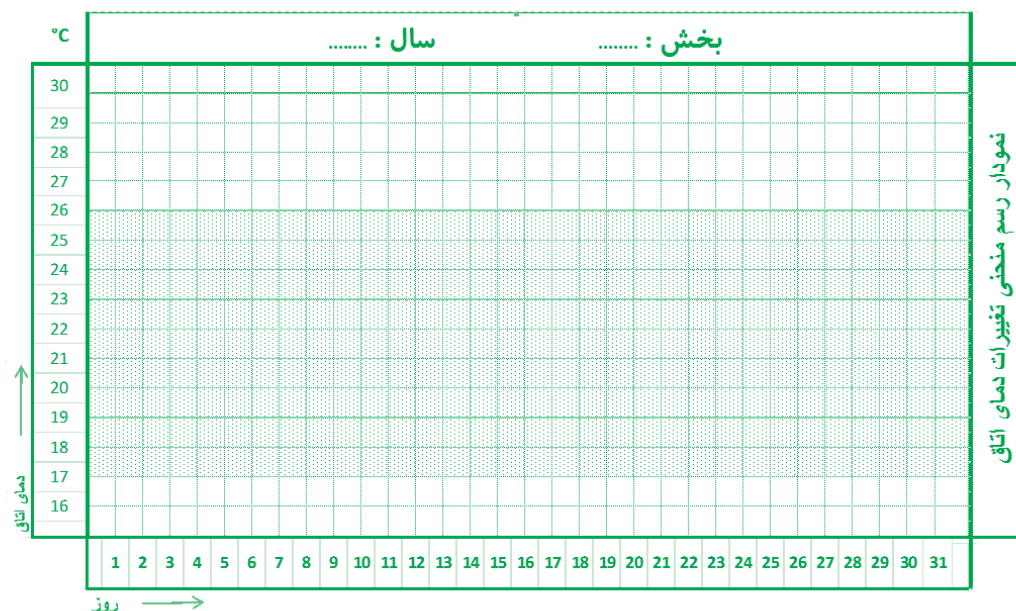 °C
بخش : ........ سال : ........
30
29
28
27
26
25
24
23
22
21
20
19
18
17
16
دمای اتاق
نمودار رسم منحنی تغییرات دمای اتاق
1 2 3 4 5 6 7 8 9 10 11 12 13 14 15 16 17 18 19 20 21 22 23 24 25 26 27 28 29 30 31
روز